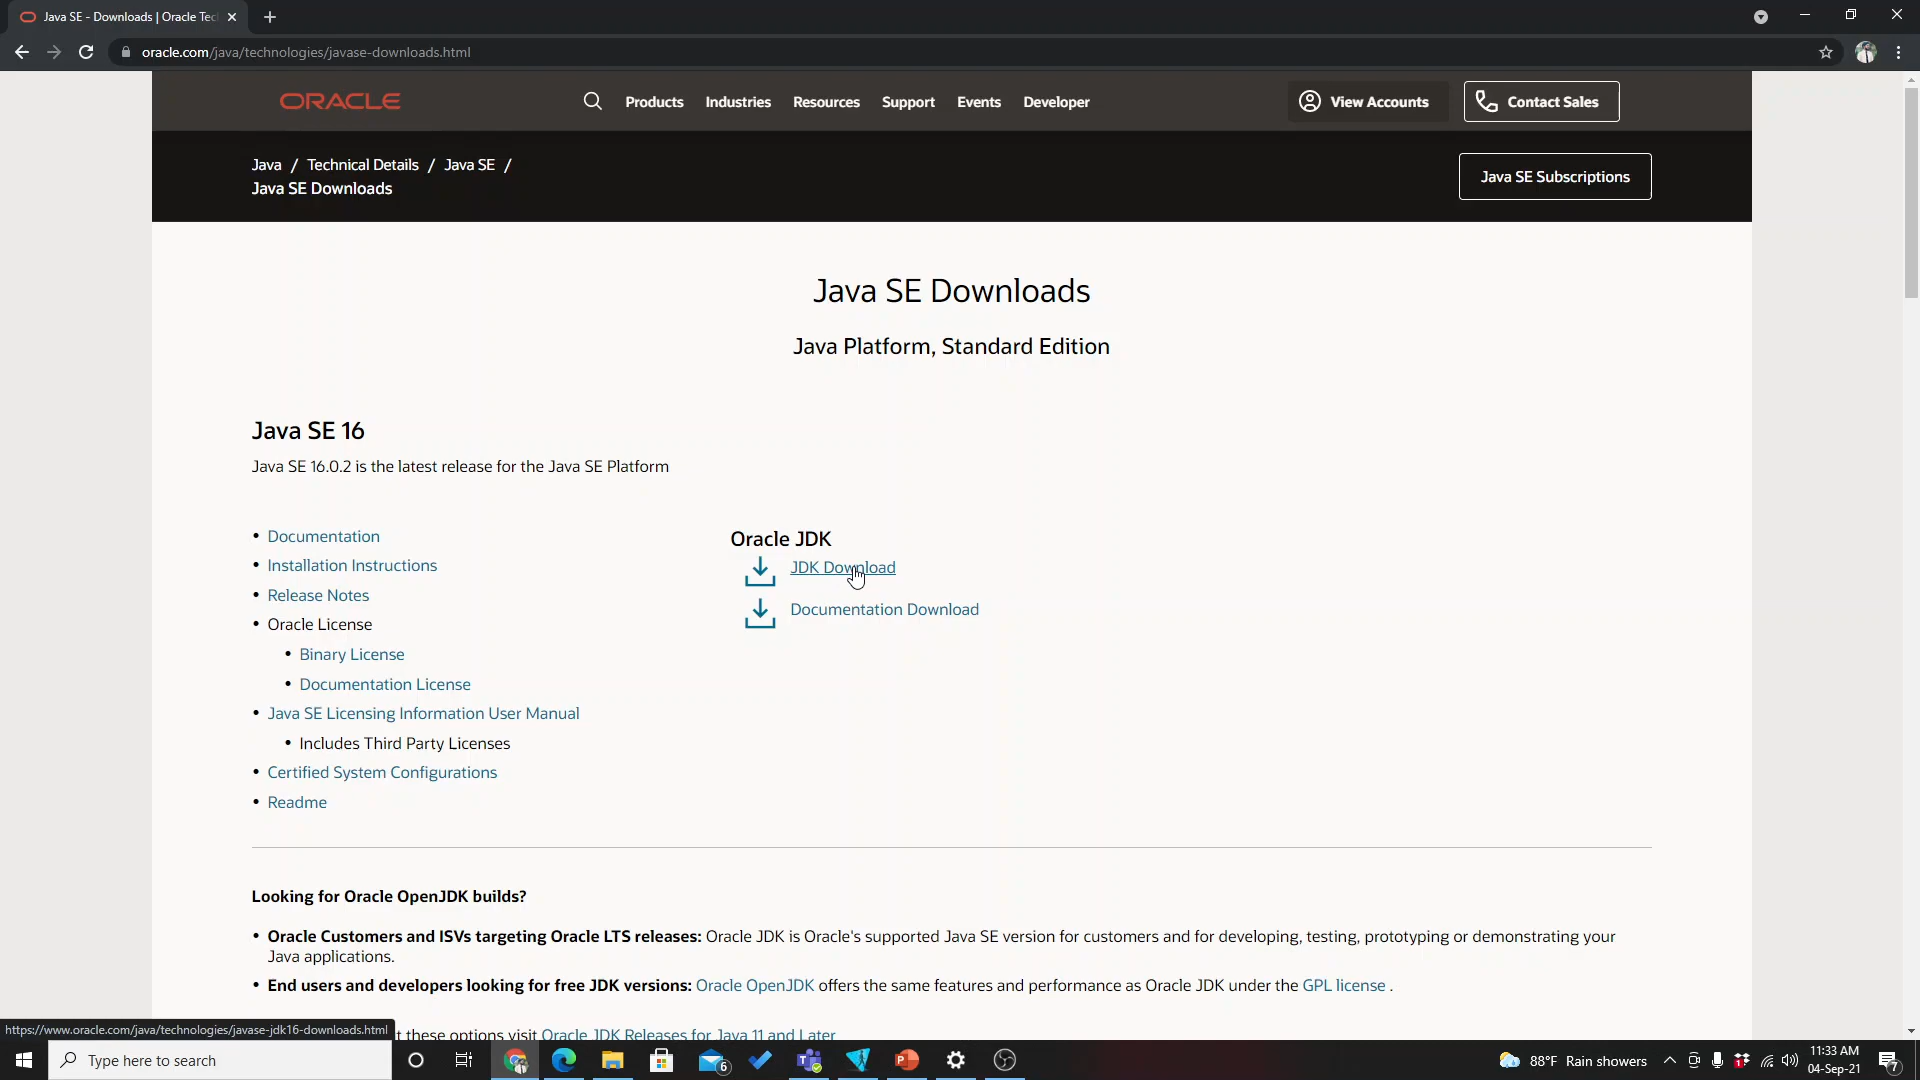 Java SE - Downloads | Oracle Tec
oracle.com/java/technologies/javase-downloads.html
ORACLE
Products
Industries
Resources
Support
Events
Developer
View Accounts
Contact Sales
Java / Technical Details / Java SE /
Java SE Downloads
Java SE Subscriptions
Java SE Downloads
Java Platform, Standard Edition
Java SE 16
Java SE 16.0.2 is the latest release for the Java SE Platform
• Documentation
• Installation Instructions
• Release Notes
• Oracle License
• Binary License
• Documentation License
• Java SE Licensing Information User Manual
• Includes Third Party Licenses
• Certified System Configurations
• Readme
Oracle JDK
JDK Download
Documentation Download
Looking for Oracle OpenJDK builds?
• Oracle Customers and ISVs targeting Oracle LTS releases: Oracle JDK is Oracle's supported Java SE version for customers and for developing, testing, prototyping or demonstrating your
Java applications.
• End users and developers looking for free JDK versions: Oracle OpenJDK offers the same features and performance as Oracle JDK under the GPL license .
t these options visit Oracle JDK Releases for Java 11 and Later
https://www.oracle.com/java/technologies/javase-jdk16-downloads.html
Type here to search
6
88°F Rain showers
11:33 AM
04-Sep-21
7